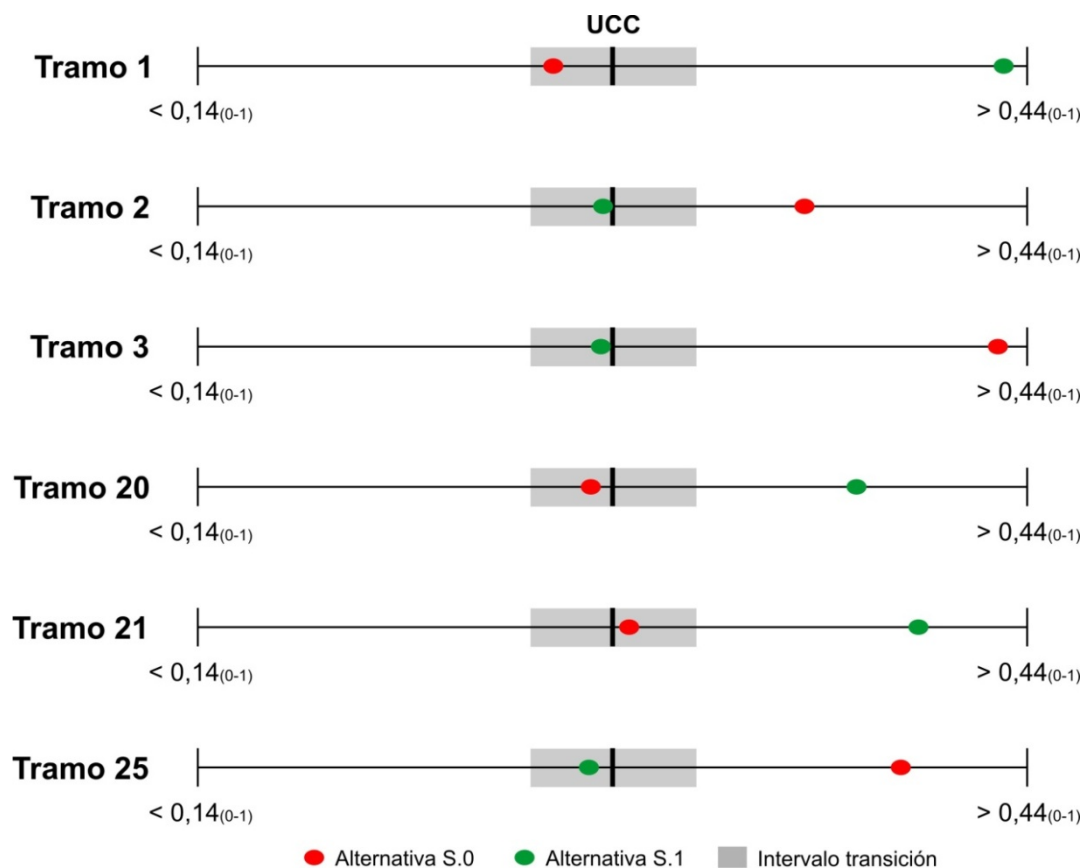 UCC
Tramo 1
< 0,14(0-1) > 0,44(0-1)
Tramo 2
< 0,14(0-1) > 0,44(0-1)
Tramo 3
< 0,14(0-1) > 0,44(0-1)
Tramo 20
< 0,14(0-1) > 0,44(0-1)
Tramo 21
< 0,14(0-1) > 0,44(0-1)
Tramo 25
< 0,14(0-1) > 0,44(0-1)
Alternativa S.0 Alternativa S.1 Intervalo transición